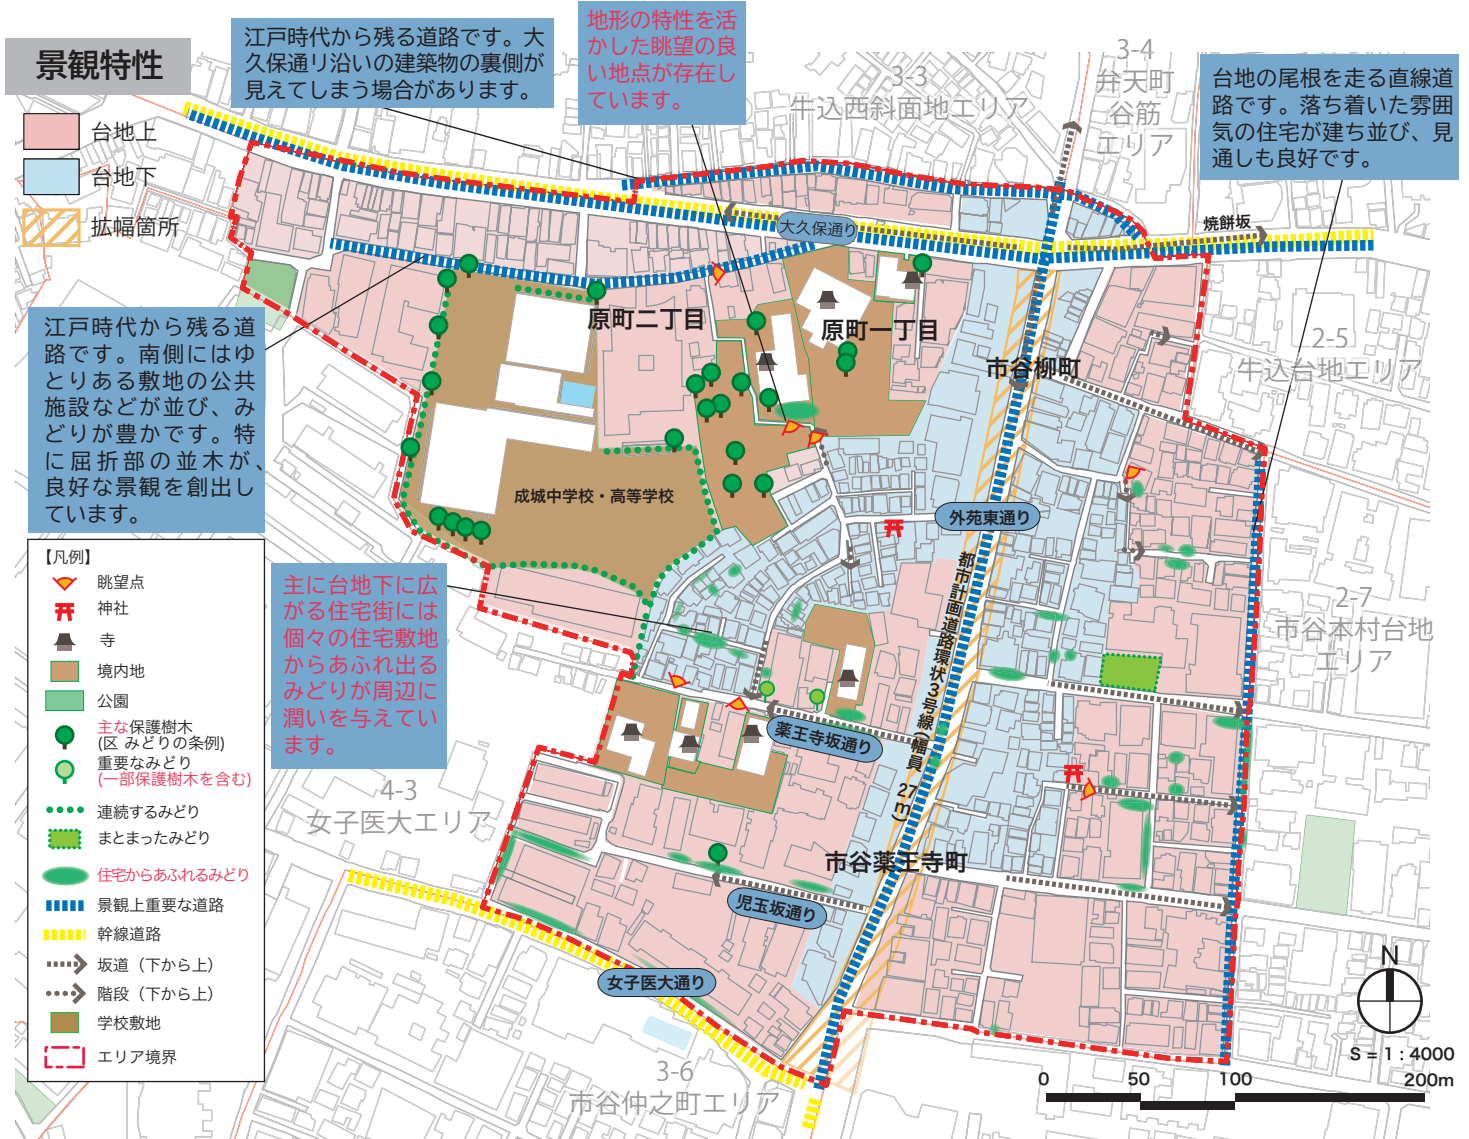 景観特性
台地上
台地下
拡幅箇所
江戸時代から残る道路です。大
久保通り沿いの建築物の裏側が
見えてしまう場合があります。
地形の特性を活
かした眺望の良
い地点が存在し
ています。
3-3
牛込西斜面地エリア
3-4
弁天町
谷筋
エリア
台地の尾根を走る直線道
路です。落ち着いた雰囲
気の住宅が建ち並び、見
通しも良好です。
大久保通り
焼餅坂
江戸時代から残る道
路です。南側にはゆ
とりある敷地の公共
施設などが並び、み
どりが豊かです。特
に屈折部の並木が、
良好な景観を創出し
ています。
原町二丁目
原町一丁目
市谷柳町
2-5
牛込台地エリア
成城中学校・高等学校
外苑東通り
都市計画道路環状3号線(幅員 27m)
主に台地下に広
がる住宅街には
個々の住宅敷地
からあふれ出る
みどりが周辺に
潤いを与えてい
ます。
2-7
市谷本村台地
エリア
薬王寺坂通り
4-3
女子医大エリア
市谷薬王寺町
児玉坂通り
女子医大通り
3-6
市谷仲之町エリア
【凡例】
眺望点
神社
寺
境内地
公園
主な保護樹木
(区 みどりの条例)
重要なみどり
(一部保護樹木を含む)
連続するみどり
まとまったみどり
住宅からあふれるみどり
景観上重要な道路
幹線道路
坂道（下から上）
階段（下から上）
学校敷地
エリア境界
N
S = 1 : 4000
0 50 100 200m